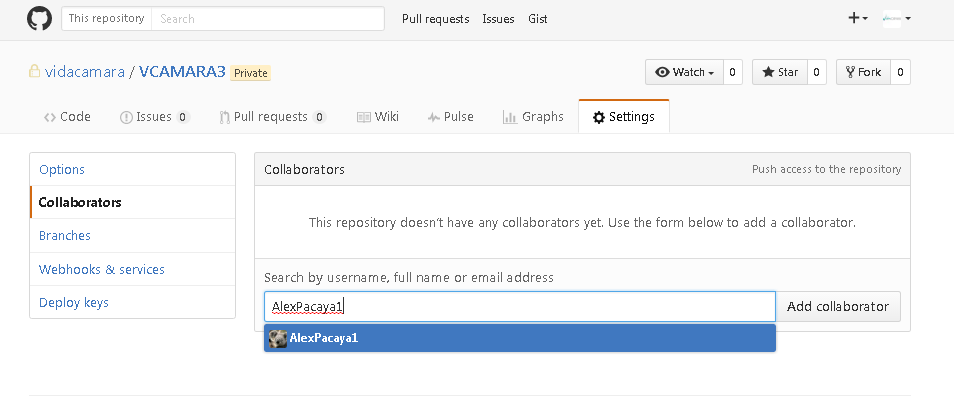 This repository Search Pull requests Issues Gist
vidacamara / VCAMARA3 Private Watch 0 Star 0 Fork 0
Code Issues 0 Pull requests 0 Wiki Pulse Graphs Settings
Options
Collaborators
Branches
Webhooks & services
Deploy keys
Collaborators Push access to the repository
This repository doesn't have any collaborators yet. Use the form below to add a collaborator.
Search by username, full name or email address
AlexPacaya1 Add collaborator
AlexPacaya1